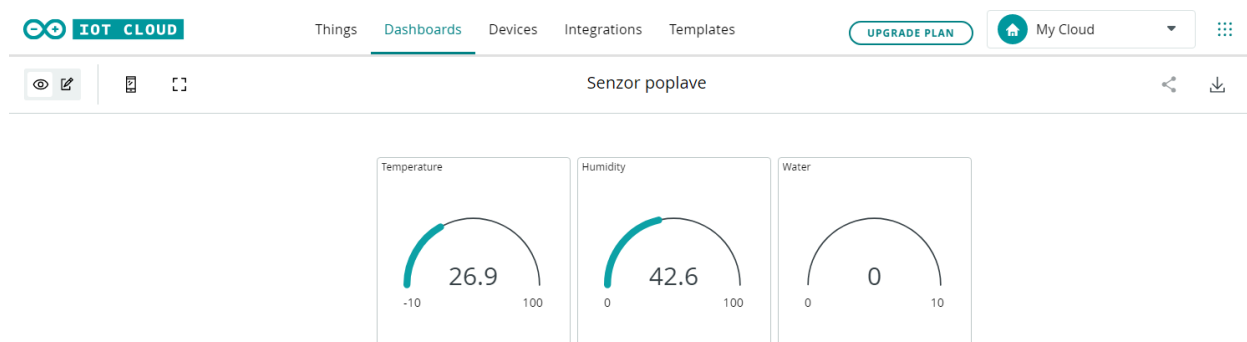 IOT CLOUD Things Dashboards Devices Integrations Templates UPGRADE PLAN My Cloud
Senzor poplave
Temperature Humidity Water
26.9 42.6 0
-10 100 0 100 0 10